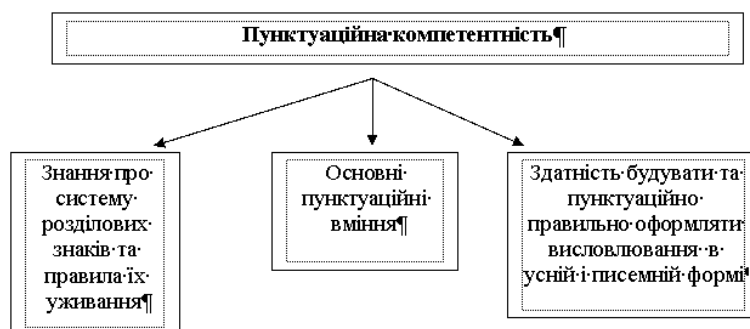 Пунктуаційна·компетентність¶
Знання·про·
систему·
розділових·
знаків·та·
правила·їх·
уживання¶
Основні·
пунктуаційні·
вміння¶
Здатність·будувати·та·
пунктуаційно·
правильно·оформляти·
висловлювання··в·
усній·і·писемній·формі¶